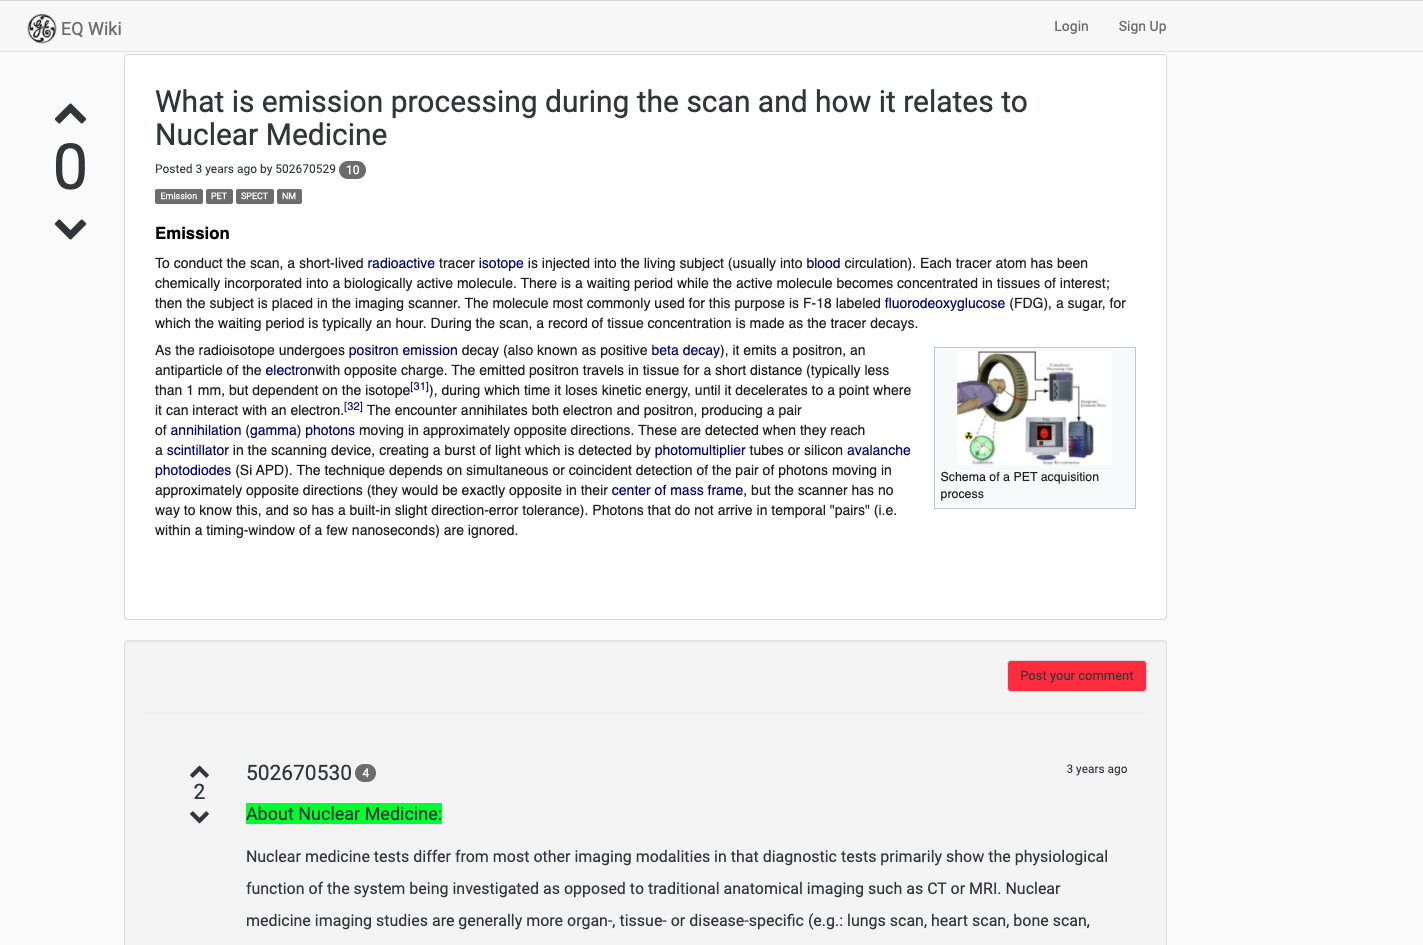 EQ Wiki
Login
Sign Up
0
What is emission processing during the scan and how it relates to
Nuclear Medicine
Posted 3 years ago by 502670529 10
Emission PET SPECT NM
Emission
To conduct the scan, a short-lived radioactive tracer isotope is injected into the living subject (usually into blood circulation). Each tracer atom has been
chemically incorporated into a biologically active molecule. There is a waiting period while the active molecule becomes concentrated in tissues of interest;
then the subject is placed in the imaging scanner. The molecule most commonly used for this purpose is F-18 labeled fluorodeoxyglucose (FDG), a sugar, for
which the waiting period is typically an hour. During the scan, a record of tissue concentration is made as the tracer decays.
As the radioisotope undergoes positron emission decay (also known as positive beta decay), it emits a positron, an
antiparticle of the electronwith opposite charge. The emitted positron travels in tissue for a short distance (typically less
than 1 mm, but dependent on the isotope[31]), during which time it loses kinetic energy, until it decelerates to a point where
it can interact with an electron.[32] The encounter annihilates both electron and positron, producing a pair
of annihilation (gamma) photons moving in approximately opposite directions. These are detected when they reach
a scintillator in the scanning device, creating a burst of light which is detected by photomultiplier tubes or silicon avalanche
photodiodes (Si APD). The technique depends on simultaneous or coincident detection of the pair of photons moving in
approximately opposite directions (they would be exactly opposite in their center of mass frame, but the scanner has no
way to know this, and so has a built-in slight direction-error tolerance). Photons that do not arrive in temporal "pairs" (i.e.
within a timing-window of a few nanoseconds) are ignored.
Schema of a PET acquisition
process
Post your comment
2
502670530 4
3 years ago
About Nuclear Medicine:
Nuclear medicine tests differ from most other imaging modalities in that diagnostic tests primarily show the physiological
function of the system being investigated as opposed to traditional anatomical imaging such as CT or MRI. Nuclear
medicine imaging studies are generally more organ-, tissue- or disease-specific (e.g.: lungs scan, heart scan, bone scan,